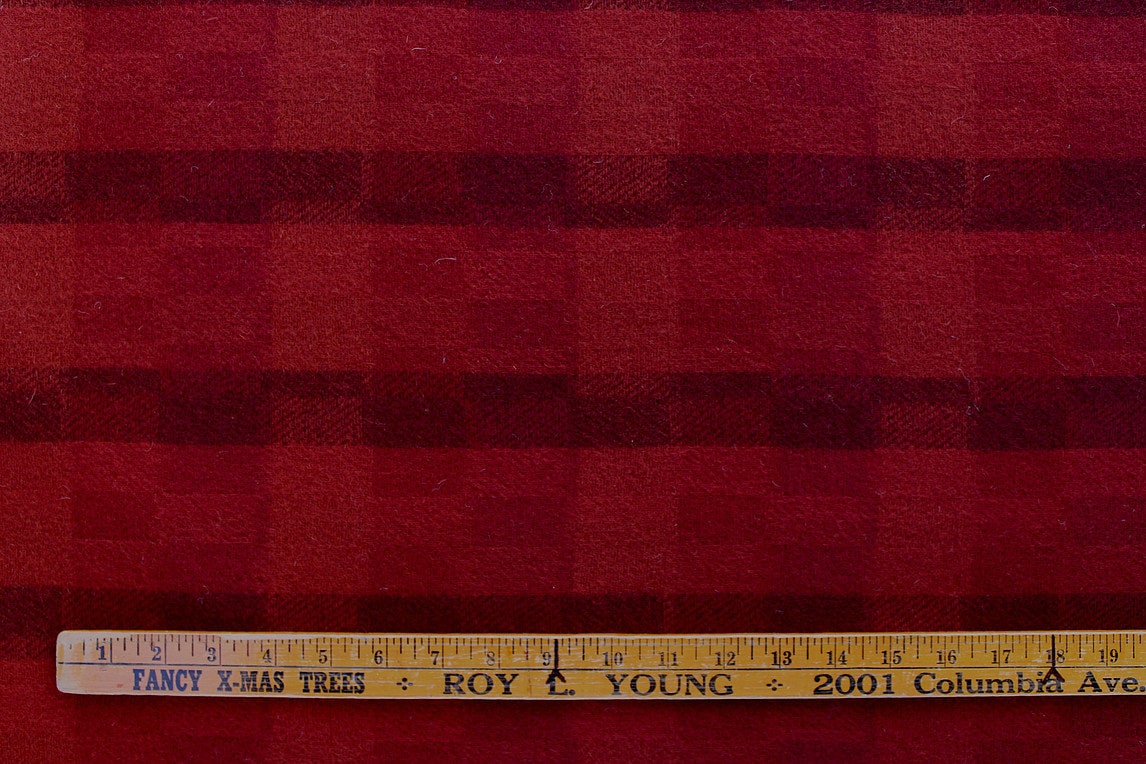 1 2 3 4 5 6 7 8 9 10 11 12 13 14 15 16 17 18 19
FANCY X-MAS TREES ROY L. YOUNG 2001 Columbia Ave.